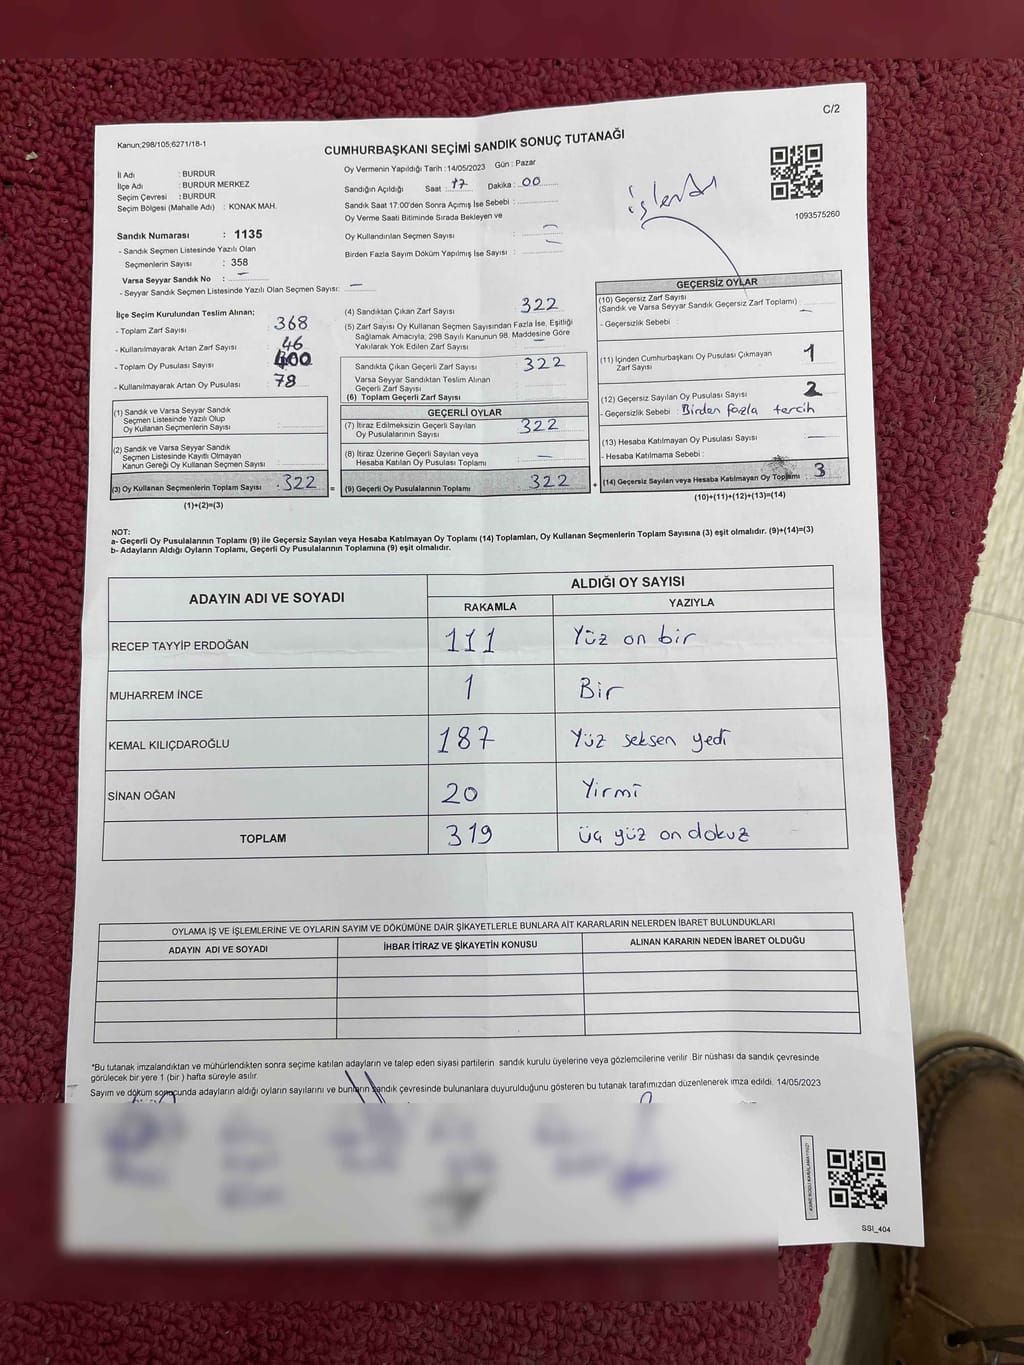 C/2
Kanun;298/105;6271/18-1
CUMHURBAŞKANI SEÇİMİ SANDIK SONUÇ TUTANAĞI
İl Adı : BURDUR
İlçe Adı : BURDUR MERKEZ
Seçim Çevresi : BURDUR
Seçim Bölgesi (Mahalle Adı) : KONAK MAH.
Sandık Numarası : 1135
- Sandık Seçmen Listesinde Yazılı Olan
Seçmenlerin Sayısı : 358
Varsa Seyyar Sandık No : –
- Seyyar Sandık Seçmen Listesinde Yazılı Olan Seçmen Sayısı: –
Oy Vermenin Yapıldığı Tarih :14/05/2023 Gün : Pazar
Sandığın Açıldığı Saat : 17 Dakika : 00
Sandık Saat 17:00'den Sonra Açımış İse Sebebi :
Oy Verme Saati Bitiminde Sırada Bekleyen ve
Oy Kullandırılan Seçmen Sayısı : –
Birden Fazla Sayım Döküm Yapılmış İse Sayısı : –
işlendi
1093575260
İlçe Seçim Kurulundan Teslim Alınan;
- Toplam Zarf Sayısı : 368
- Kullanılmayarak Artan Zarf Sayısı : 46
- Toplam Oy Pusulası Sayısı : 400
- Kullanılmayarak Artan Oy Pusulası : 78
(1) Sandık ve Varsa Seyyar Sandık
Seçmen Listesinde Yazılı Olup
Oy Kullanan Seçmenlerin Sayısı :
(2) Sandık ve Varsa Seyyar Sandık
Seçmen Listesinde Kayıtlı Olmayan
Kanun Gereği Oy Kullanan Seçmen Sayısı :
(3) Oy Kullanan Seçmenlerin Toplam Sayısı : 322 =
(1)+(2)=(3)
(4) Sandıktan Çıkan Zarf Sayısı 322
(5) Zarf Sayısı Oy Kullanan Seçmen Sayısından Fazla İse, Eşitliği
Sağlamak Amacıyla, 298 Sayılı Kanunun 98. Maddesine Göre
Yakılarak Yok Edilen Zarf Sayısı
Sandıkta Çıkan Geçerli Zarf Sayısı : 322
Varsa Seyyar Sandıktan Teslim Alınan
Geçerli Zarf Sayısı :
(6) Toplam Geçerli Zarf Sayısı
GEÇERLİ OYLAR
(7) İtiraz Edilmeksizin Geçerli Sayılan
Oy Pusulalarının Sayısı : 322
(8) İtiraz Üzerine Geçerli Sayılan veya
Hesaba Katılan Oy Pusulası Toplamı : –
(9) Geçerli Oy Pusulalarının Toplamı : 322 +
GEÇERSİZ OYLAR
(10) Geçersiz Zarf Sayısı
(Sandık ve Varsa Seyyar Sandık Geçersiz Zarf Toplamı) : –
- Geçersizlik Sebebi :
(11) İçinden Cumhurbaşkanı Oy Pusulası Çıkmayan
Zarf Sayısı : 1
(12) Geçersiz Sayılan Oy Pusulası Sayısı : 2
- Geçersizlik Sebebi : Birden fazla tercih
(13) Hesaba Katılmayan Oy Pusulası Sayısı : –
- Hesaba Katılmama Sebebi :
(14) Geçersiz Sayılan veya Hesaba Katılmayan Oy Toplamı : 3
(10)+(11)+(12)+(13)=(14)
NOT:
a- Geçerli Oy Pusulalarının Toplamı (9) ile Geçersiz Sayılan veya Hesaba Katılmayan Oy Toplamı (14) Toplamları, Oy Kullanan Seçmenlerin Toplam Sayısına (3) eşit olmalıdır. (9)+(14)=(3)
b- Adayların Aldığı Oyların Toplamı, Geçerli Oy Pusulalarının Toplamına (9) eşit olmalıdır.
ADAYIN ADI VE SOYADI
ALDIĞI OY SAYISI
RAKAMLA YAZIYLA
RECEP TAYYİP ERDOĞAN 111 Yüz on bir
MUHARREM İNCE 1 Bir
KEMAL KILIÇDAROĞLU 187 Yüz seksen yedi
SİNAN OĞAN 20 Yirmi
TOPLAM 319 üç yüz on dokuz
OYLAMA İŞ VE İŞLEMLERİNE VE OYLARIN SAYIM VE DÖKÜMÜNE DAİR ŞİKAYETLERLE BUNLARA AİT KARARLARIN NELERDEN İBARET BULUNDUKLARI
ADAYIN ADI VE SOYADI İHBAR İTİRAZ VE ŞİKAYETİN KONUSU ALINAN KARARIN NEDEN İBARET OLDUĞU
*Bu tutanak imzalandıktan ve mühürlendikten sonra seçime katılan adayların ve talep eden siyasi partilerin sandık kurulu üyelerine veya gözlemcilerine verilir Bir nüshası da sandık çevresinde
görülecek bir yere 1 (bir ) hafta süreyle asılır.
Sayım ve döküm sonucunda adayların aldığı oyların sayılarını ve bunların sandık çevresinde bulunanlara duyurulduğunu gösteren bu tutanak tarafımızdan düzenlenerek imza edildi. 14/05/2023
SSI_404